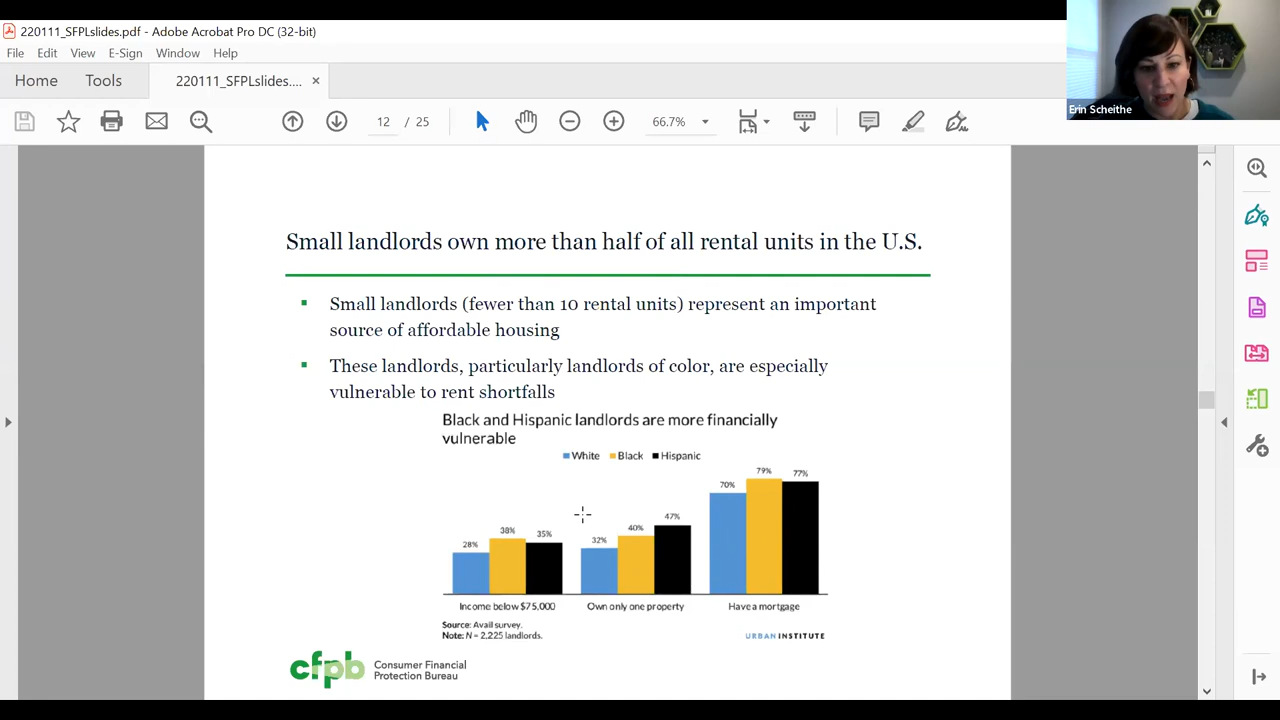 220111_SFPLslides.pdf - Adobe Acrobat Pro DC (32-bit)
File Edit View E-Sign Window Help
Home Tools 220111_SFPLslides.... ×
12 / 25 66.7%
Erin Scheithe
Small landlords own more than half of all rental units in the U.S.
Small landlords (fewer than 10 rental units) represent an important
source of affordable housing
These landlords, particularly landlords of color, are especially
vulnerable to rent shortfalls
Black and Hispanic landlords are more financially
vulnerable
White Black Hispanic
28% 38% 35% 32% 40% 47% 70% 79% 77%
Income below $75,000 Own only one property Have a mortgage
Source: Avail survey.
Note: N = 2,225 landlords.
URBAN INSTITUTE
cfpb Consumer Financial
Protection Bureau